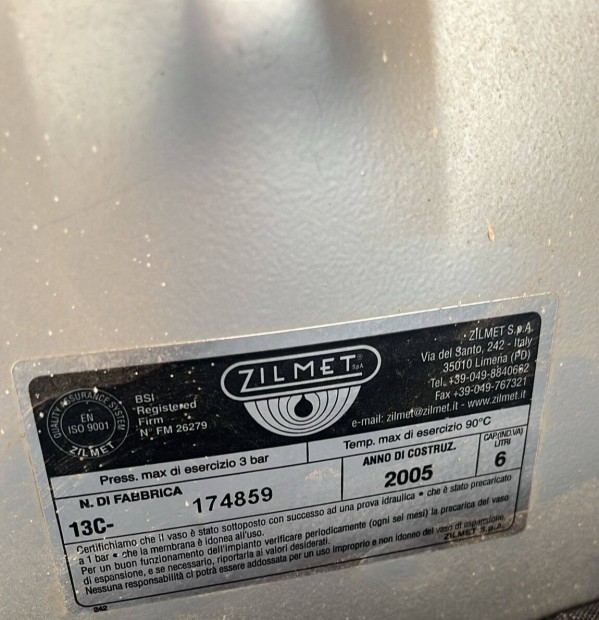 QUALITY ASSURANCE SYSTEM
EN
ISO 9001
ZILMET
BSI
Registered
Firm
N° FM 26279
ZILMET® SpA
ZILMET S.p.A.
Via del Santo, 242 - Italy
35010 Limena (PD)
Tel. +39-049-8840662
Fax +39-049-767321
e-mail: zilmet@zilmet.it - www.zilmet.it
Press. max di esercizio 3 bar
Temp. max di esercizio 90°C
N. DI FABBRICA
13C- 174859
ANNO DI COSTRUZ.
2005
CAP(IND.VA)
LITRI
6
Certifichiamo che il vaso è stato sottoposto con successo ad una prova idraulica • che è stato precaricato
a 1 bar • che la membrana è idonea all'uso.
Per un buon funzionamento dell'impianto verificare periodicamente (ogni sei mesi) la precarica del vaso
di espansione, e se necessario, riportarla ai valori desiderati.
Nessuna responsabilità ci potrà essere addossata per un uso improprio e non idoneo del vaso di espansione.
ZILMET S.p.A.
042